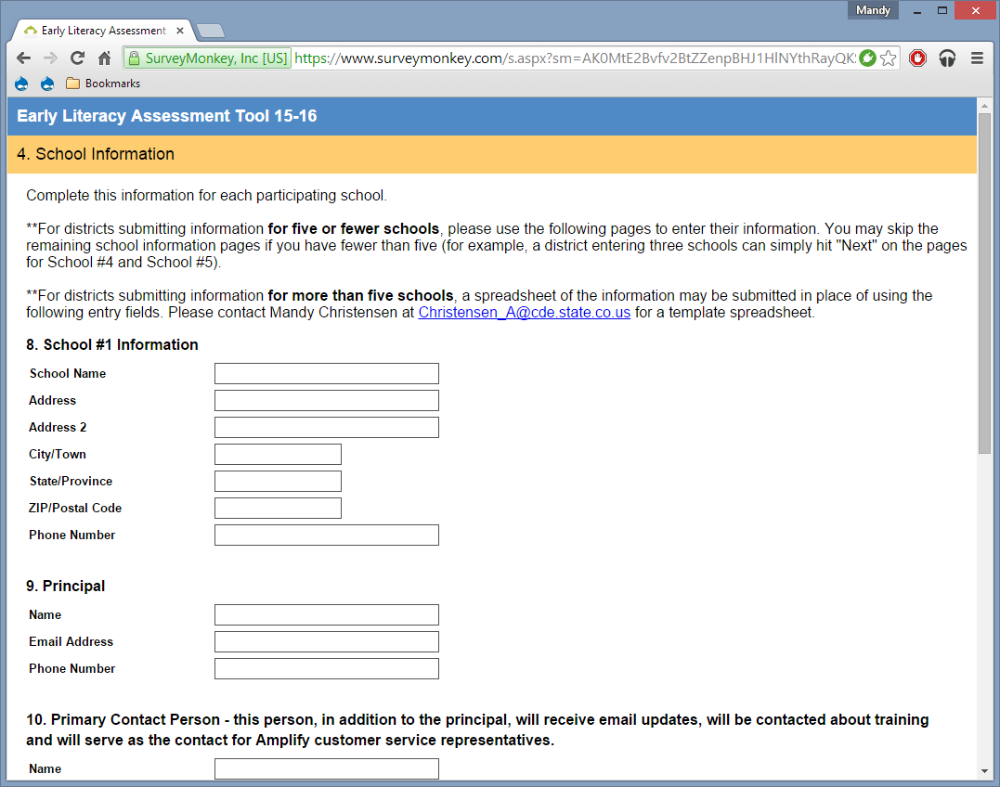 Mandy
Early Literacy Assessment
SurveyMonkey, Inc [US] https://www.surveymonkey.com/s.aspx?sm=AK0MtE2Bvfv2BtZZenpBHJ1HlNYthRayQK
Bookmarks
Early Literacy Assessment Tool 15-16
4. School Information
Complete this information for each participating school.
**For districts submitting information for five or fewer schools, please use the following pages to enter their information. You may skip the
remaining school information pages if you have fewer than five (for example, a district entering three schools can simply hit "Next" on the pages
for School #4 and School #5).
**For districts submitting information for more than five schools, a spreadsheet of the information may be submitted in place of using the
following entry fields. Please contact Mandy Christensen at Christensen_A@cde.state.co.us for a template spreadsheet.
8. School #1 Information
School Name
Address
Address 2
City/Town
State/Province
ZIP/Postal Code
Phone Number
9. Principal
Name
Email Address
Phone Number
10. Primary Contact Person - this person, in addition to the principal, will receive email updates, will be contacted about training
and will serve as the contact for Amplify customer service representatives.
Name